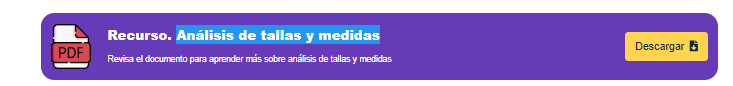 PDF
Recurso. Análisis de tallas y medidas
Revisa el documento para aprender más sobre análisis de tallas y medidas
Descargar